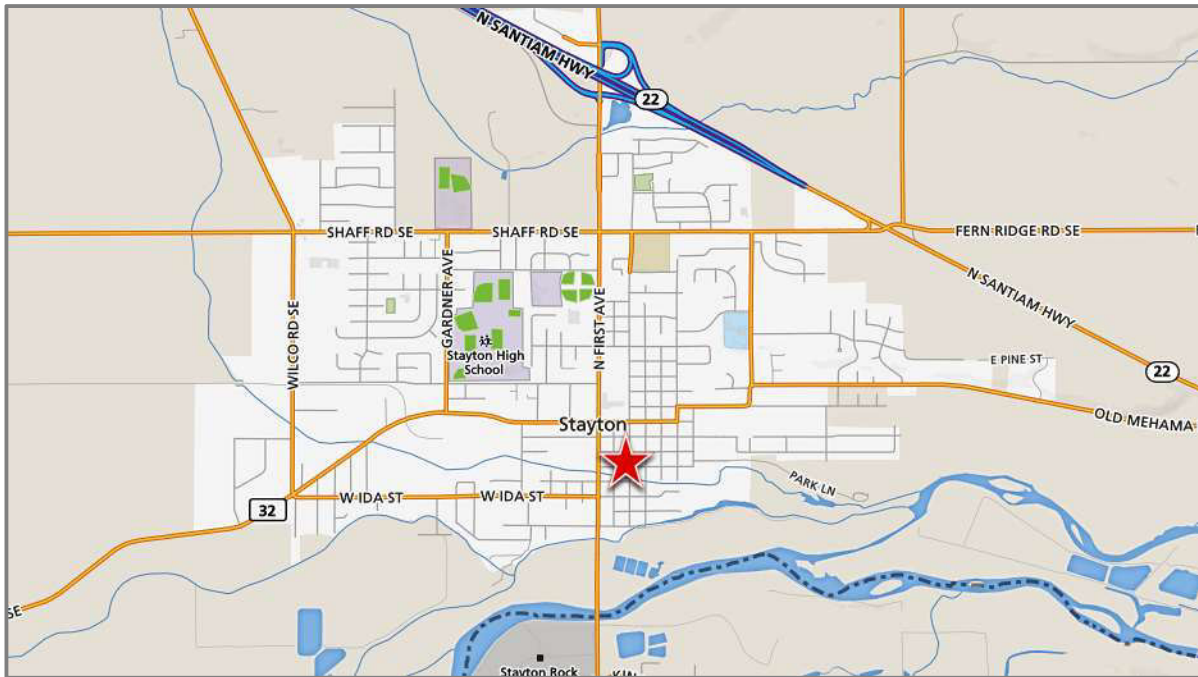 N SANTIAM HWY
22
SHAFF RD SE
SHAFF RD SE
FERN RIDGE RD SE
N SANTIAM HWY
GARDNER AVE
WILCO RD SE
N FIRST AVE
Stayton High
School
E PINE ST
22
OLD MEHAMA
Stayton
PARK LN
W IDA ST
W IDA ST
32
SE
Stayton Rock